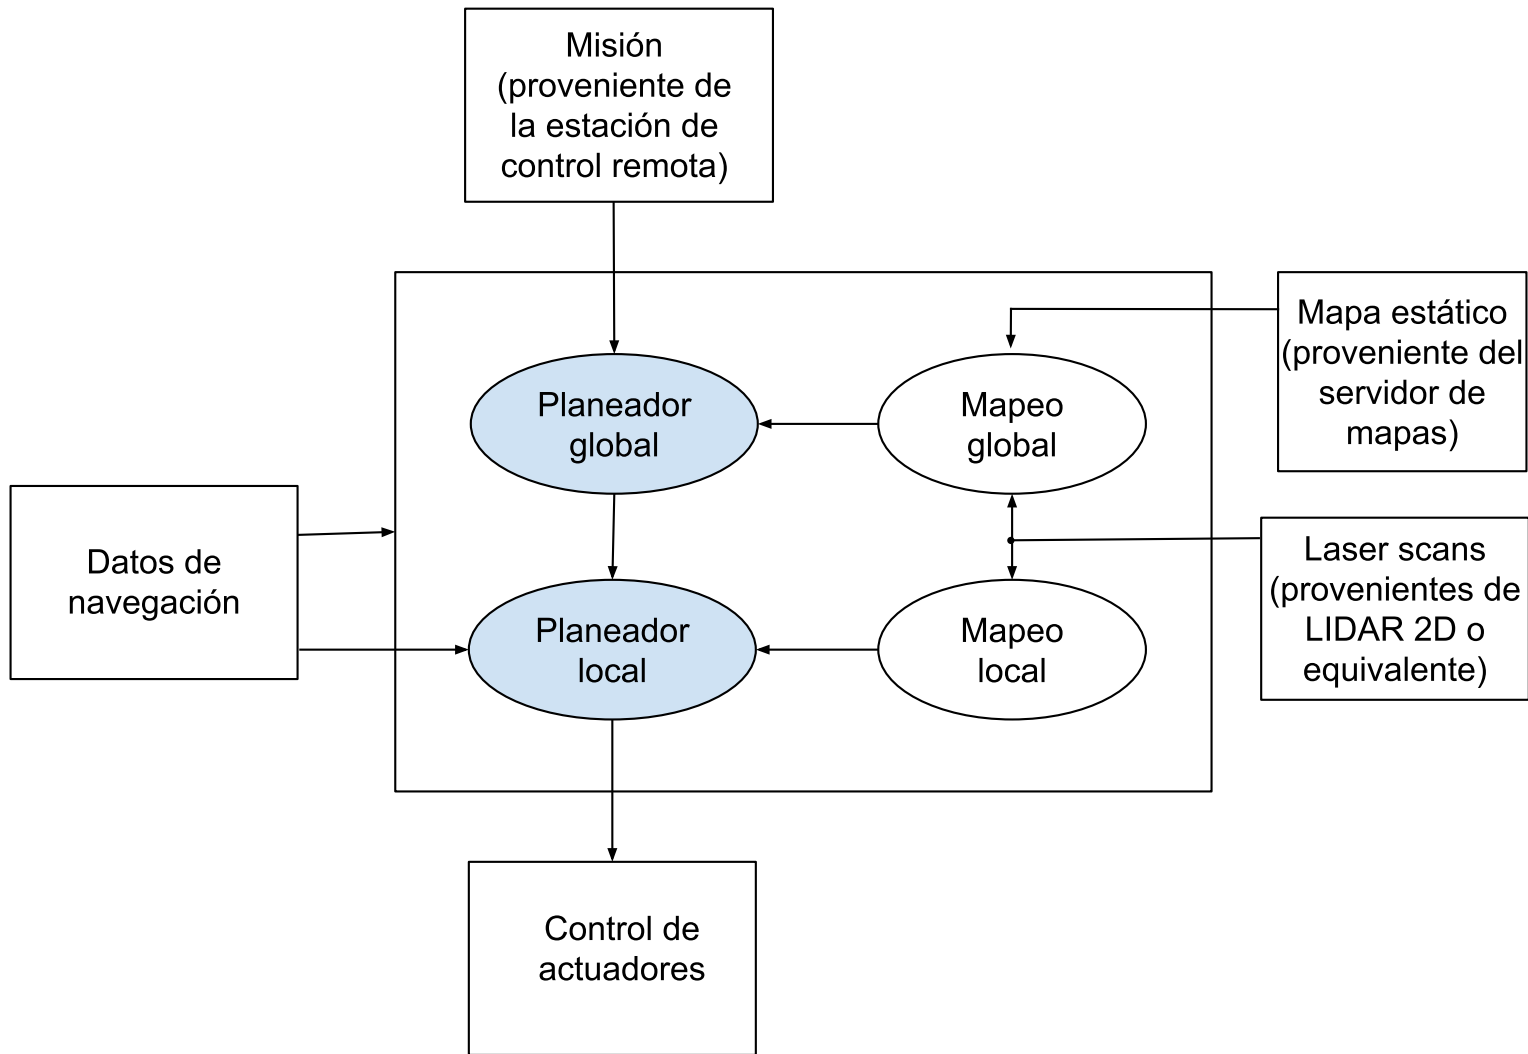 Misión
(proveniente de
la estación de
control remota)
Mapa estático
(proveniente del
servidor de
mapas)
Planeador
global
Mapeo
global
Datos de
navegación
Laser scans
(provenientes de
LIDAR 2D o
equivalente)
Planeador
local
Mapeo
local
Control de
actuadores